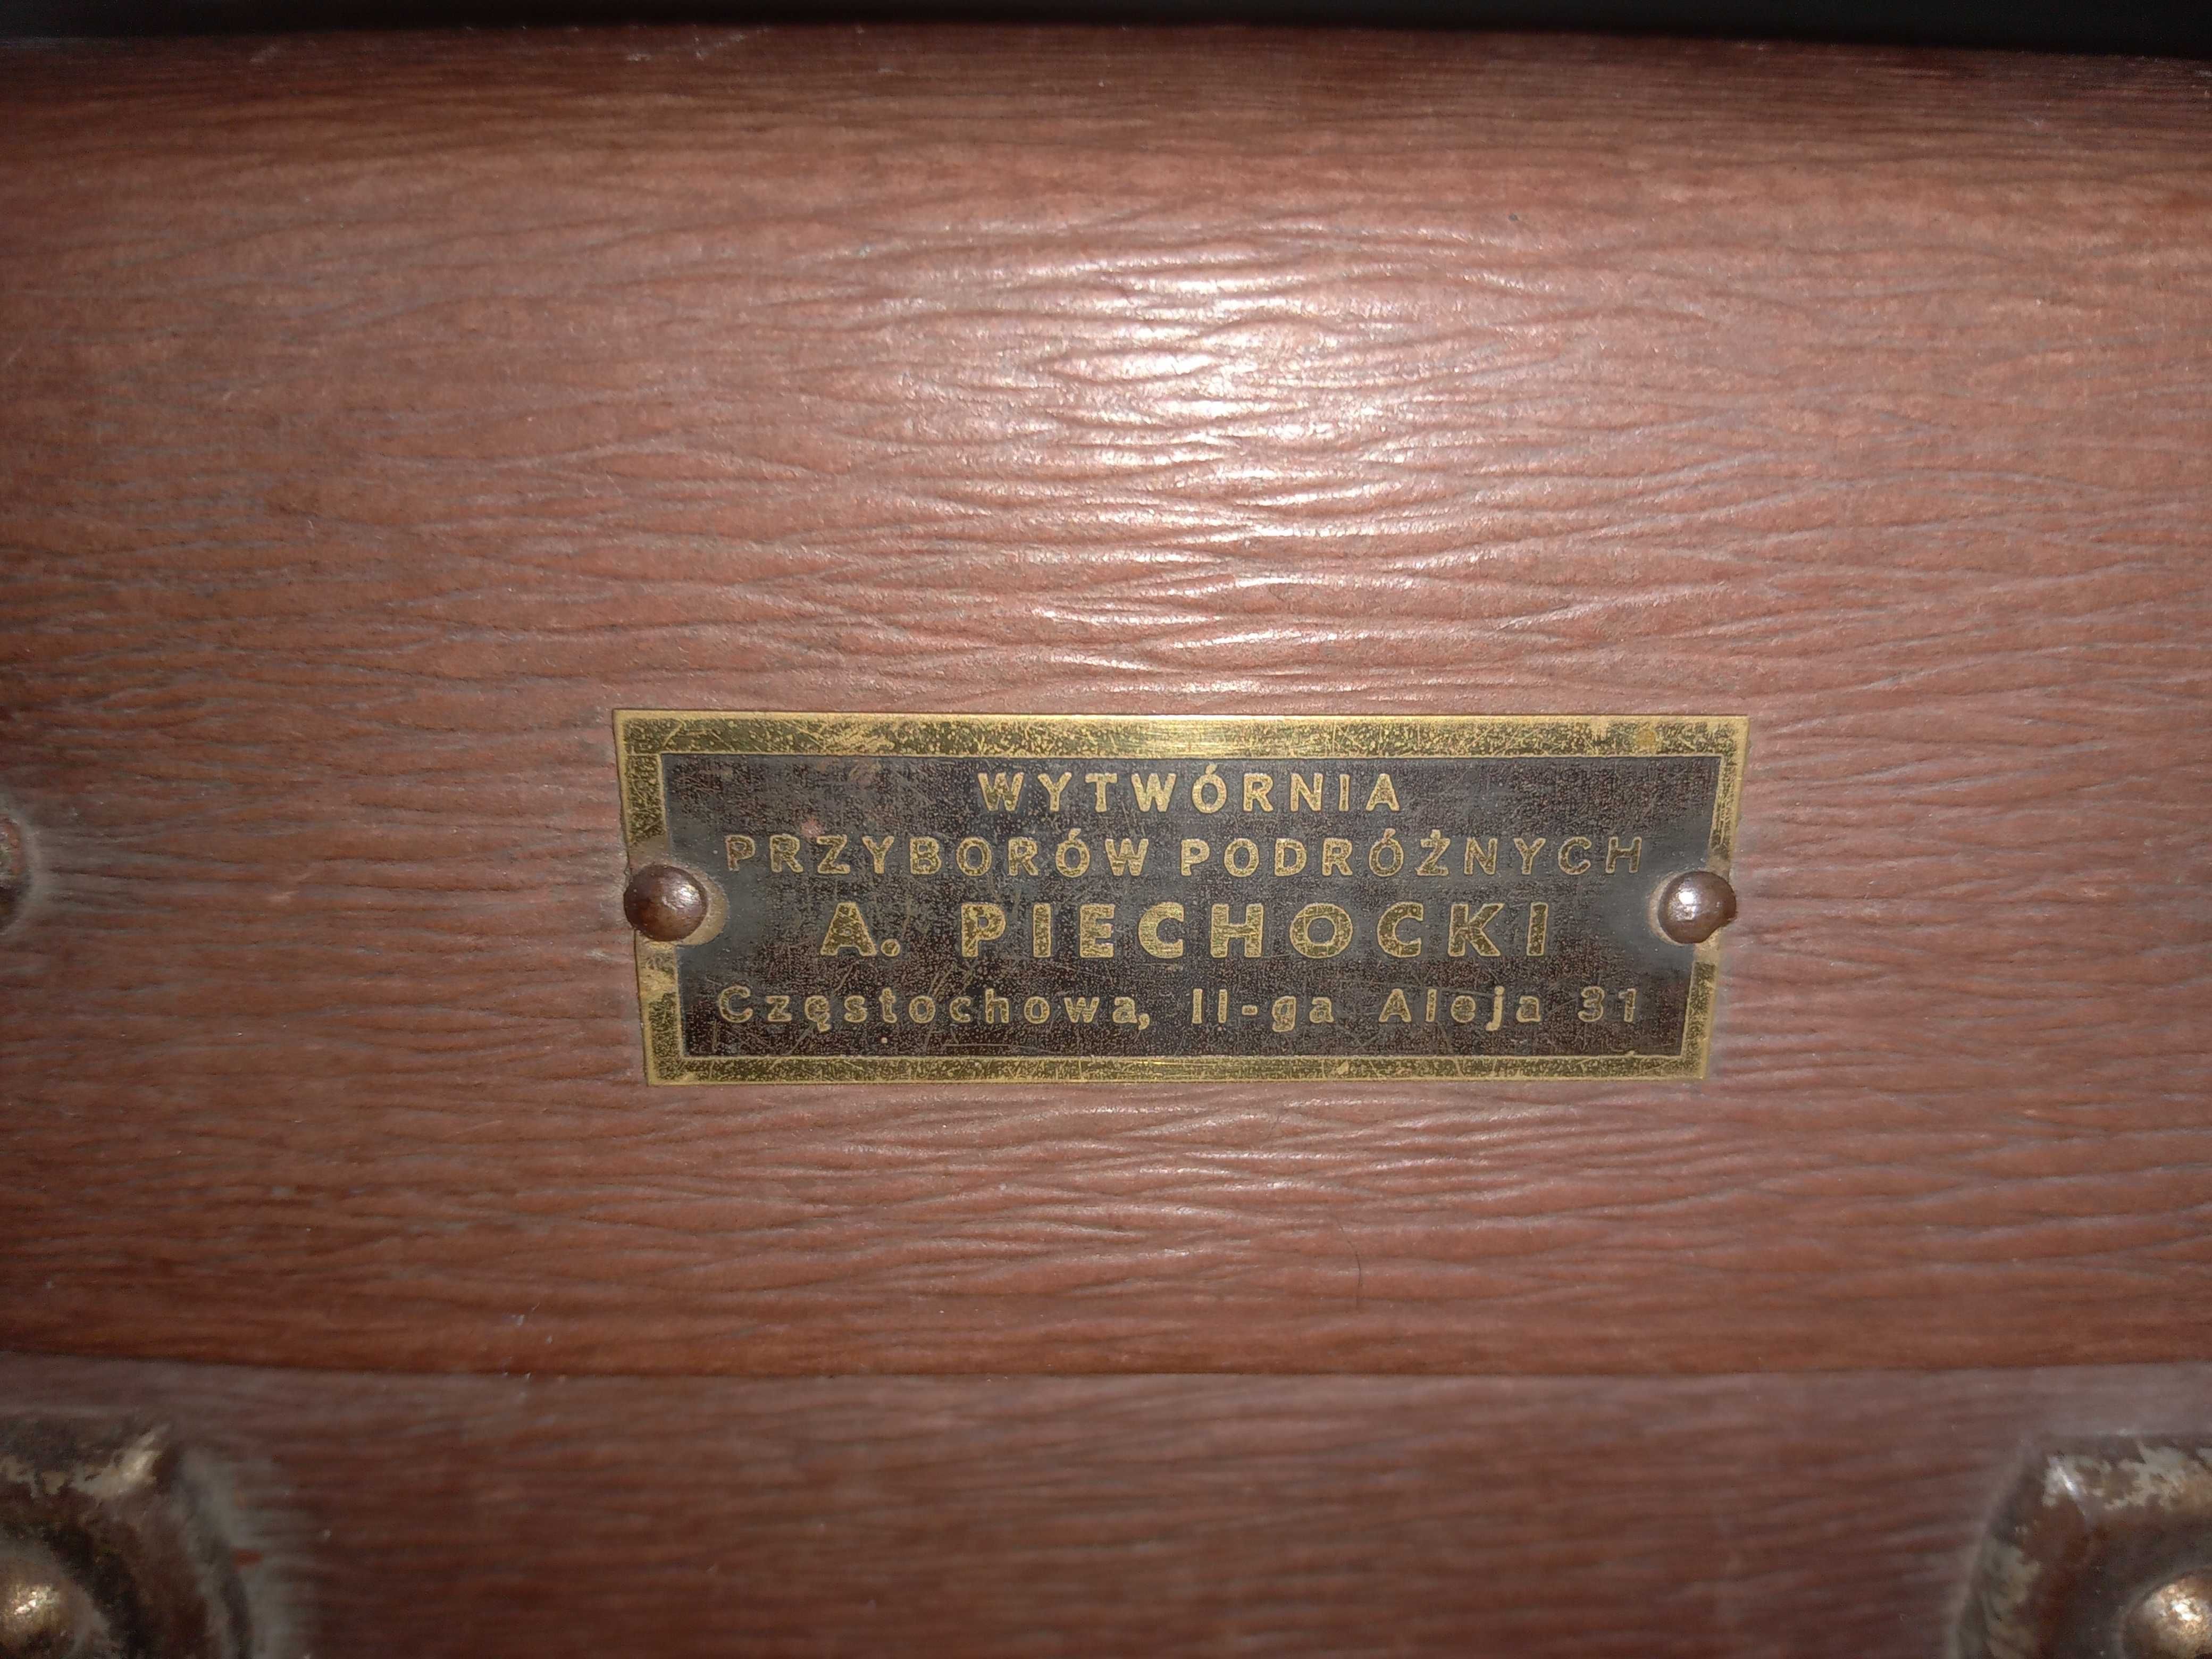 WYTWÓRNIA
PRZYBORÓW PODRÓŻNYCH
A. PIECHOCKI
Częstochowa, II-ga Aleja 31